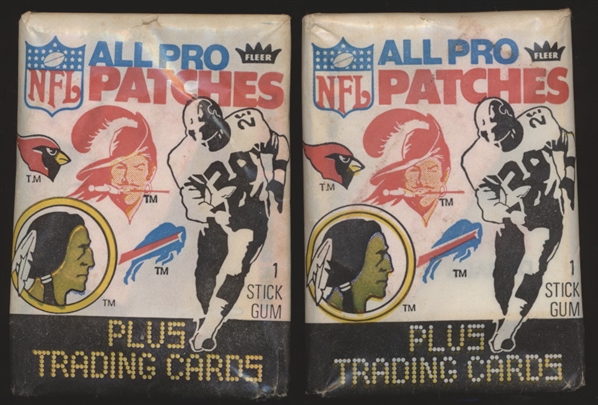 ALL PRO
FLEER
NFL
PATCHES
TM
TM
TM
TM
1
STICK
GUM
PLUS
TRADING CARDS
ALL PRO
FLEER
NFL
PATCHES
TM
TM
TM
TM
1
STICK
GUM
PLUS
TRADING CARDS